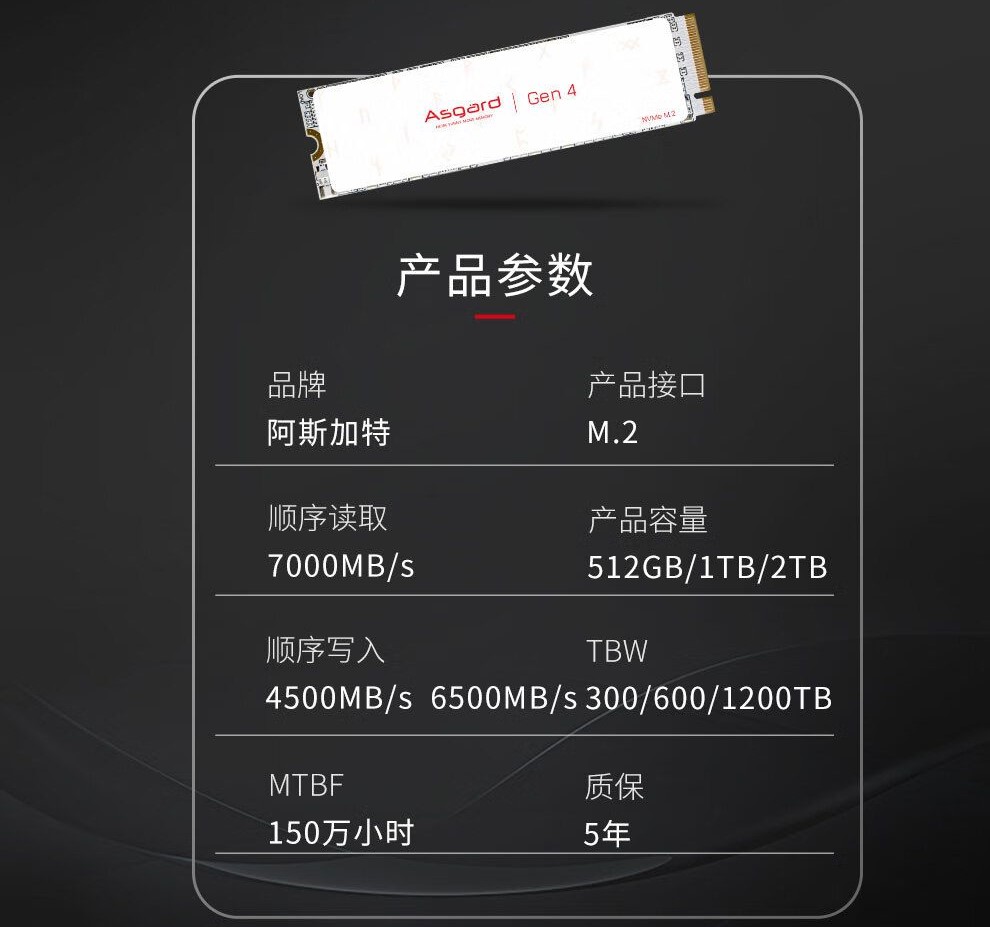 Asgard | Gen 4
NVMe M.2
产品参数
品牌 产品接口
阿斯加特 M.2
顺序读取 产品容量
7000MB/s 512GB/1TB/2TB
顺序写入 TBW
4500MB/s 6500MB/s 300/600/1200TB
MTBF 质保
150万小时 5年